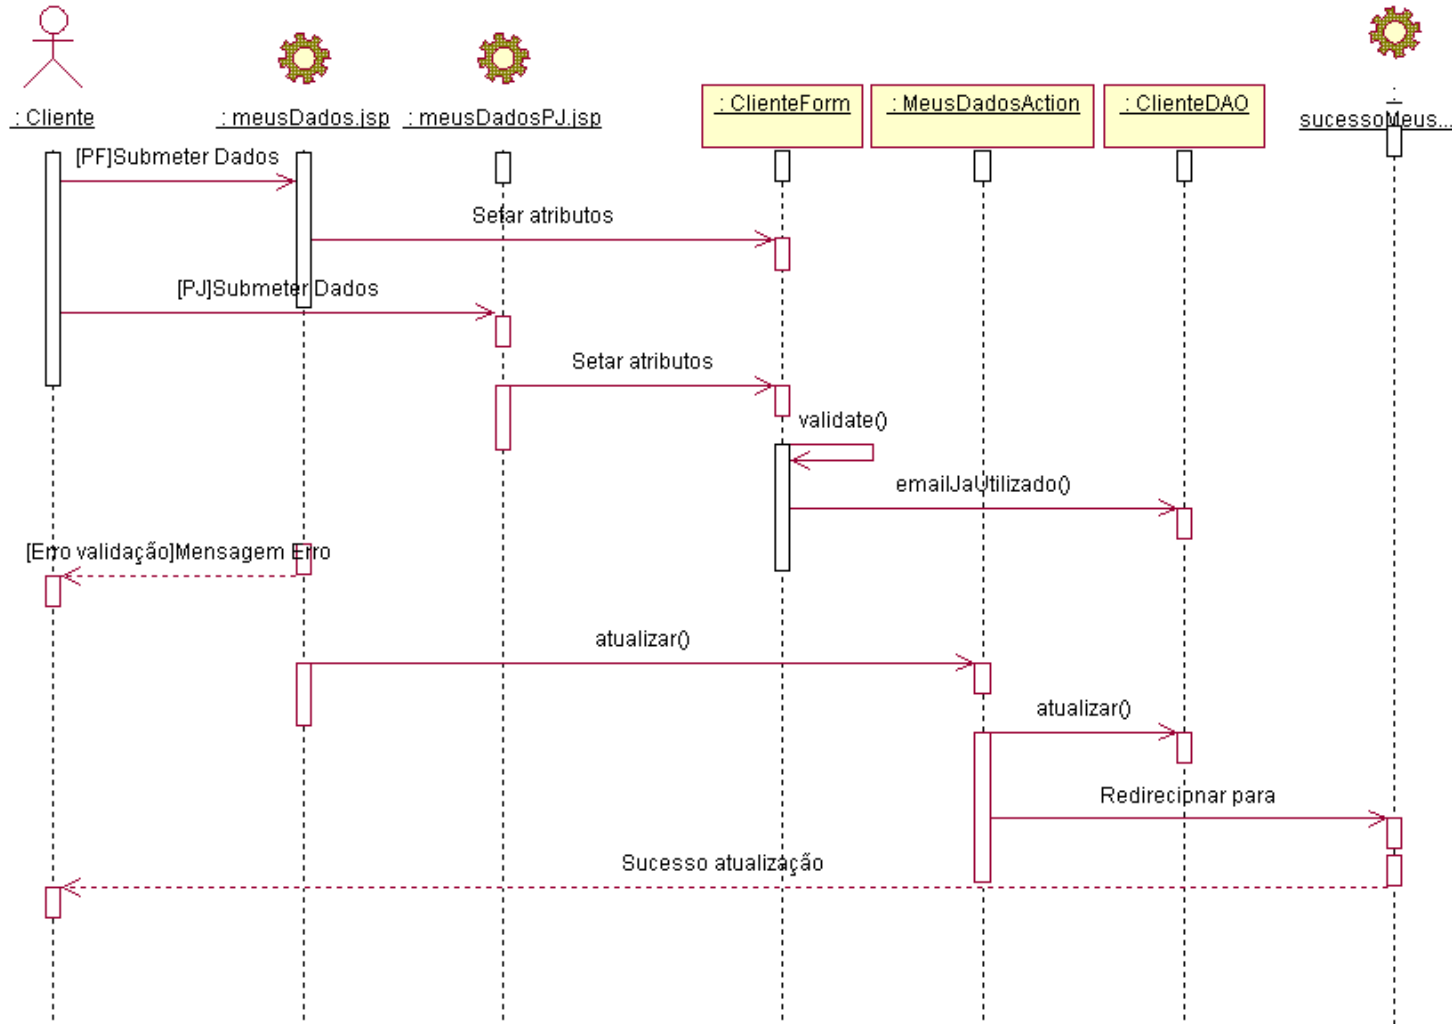 : Cliente
: meusDados.jsp
: meusDadosPJ.jsp
: ClienteForm
: MeusDadosAction
: ClienteDAO
:
sucessoMeus...
[PF]Submeter Dados
Setar atributos
[PJ]Submeter Dados
Setar atributos
validate()
emailJaUtilizado()
[Erro validação]Mensagem Erro
atualizar()
atualizar()
Redirecionar para
Sucesso atualização